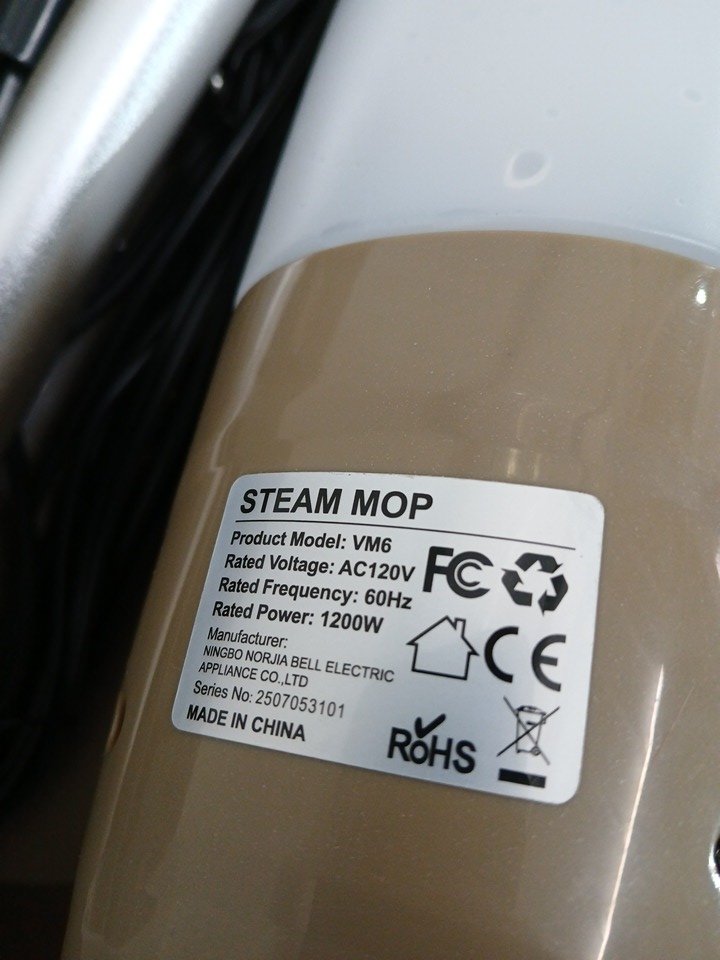 STEAM MOP
Product Model: VM6
Rated Voltage: AC120V
Rated Frequency: 60Hz
Rated Power: 1200W
Manufacturer:
NINGBO NORJIA BELL ELECTRIC
APPLIANCE CO.,LTD
Series No: 2507053101
MADE IN CHINA
FC
CE
RoHS